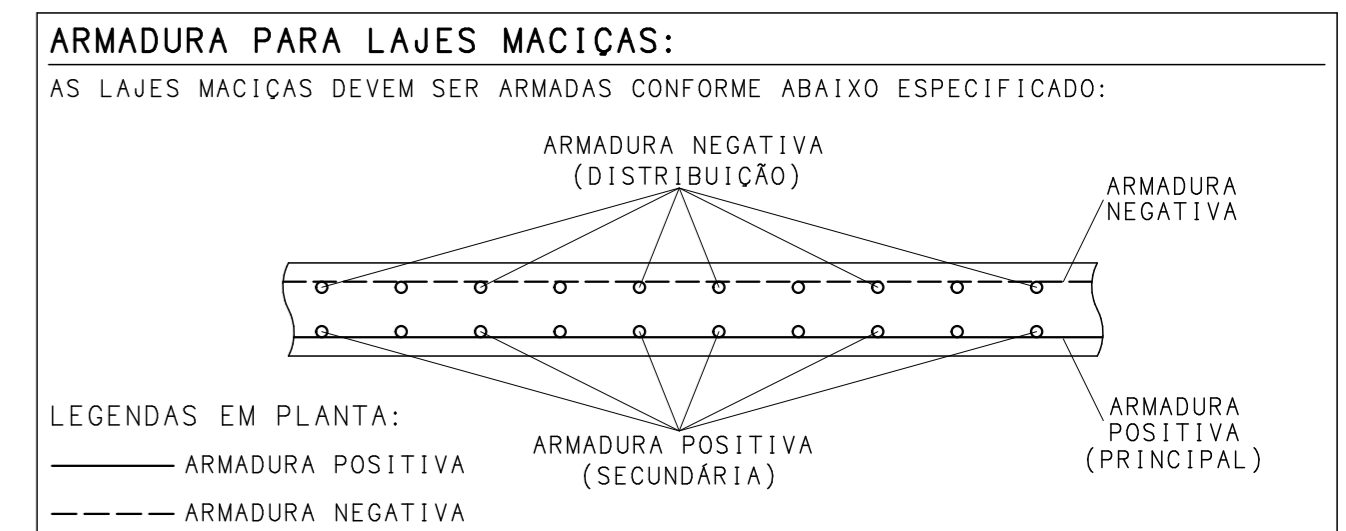 ARMADURA PARA LAJES MACIÇAS:
AS LAJES MACIÇAS DEVEM SER ARMADAS CONFORME ABAIXO ESPECIFICADO:
ARMADURA NEGATIVA
(DISTRIBUIÇÃO)
ARMADURA
NEGATIVA
LEGENDAS EM PLANTA:
ARMADURA POSITIVA
ARMADURA NEGATIVA
ARMADURA POSITIVA
(SECUNDÁRIA)
ARMADURA
POSITIVA
(PRINCIPAL)